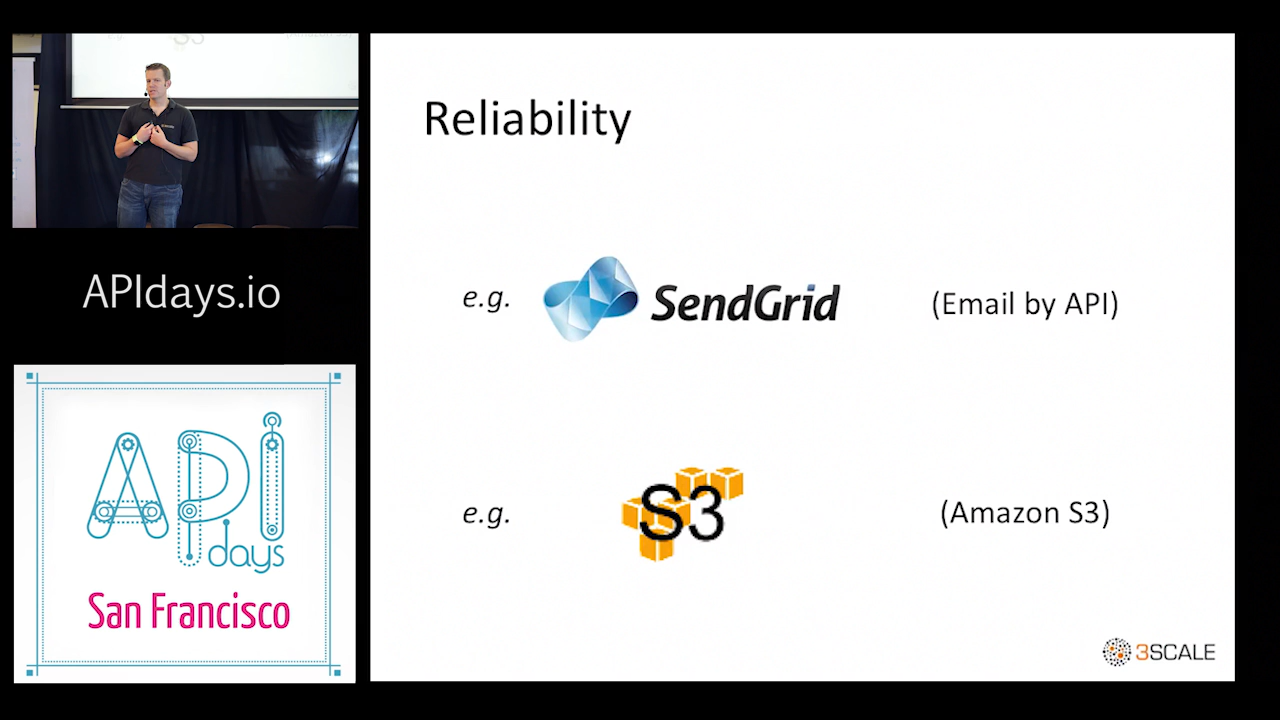 APIdays.io
API
days
San Francisco
Reliability
e.g. SendGrid (Email by API)
e.g. S3 (Amazon S3)
3SCALE